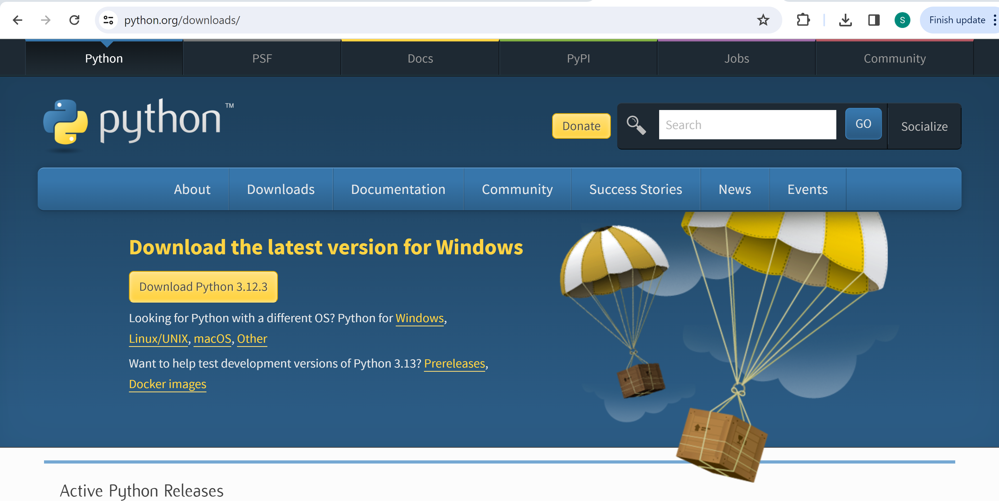 python.org/downloads/
S
Finish update
Python
PSF
Docs
PyPI
Jobs
Community
python™
Donate
Search
GO
Socialize
About
Downloads
Documentation
Community
Success Stories
News
Events
Download the latest version for Windows
Download Python 3.12.3
Looking for Python with a different OS? Python for Windows,
Linux/UNIX, macOS, Other
Want to help test development versions of Python 3.13? Prereleases,
Docker images
Active Python Releases